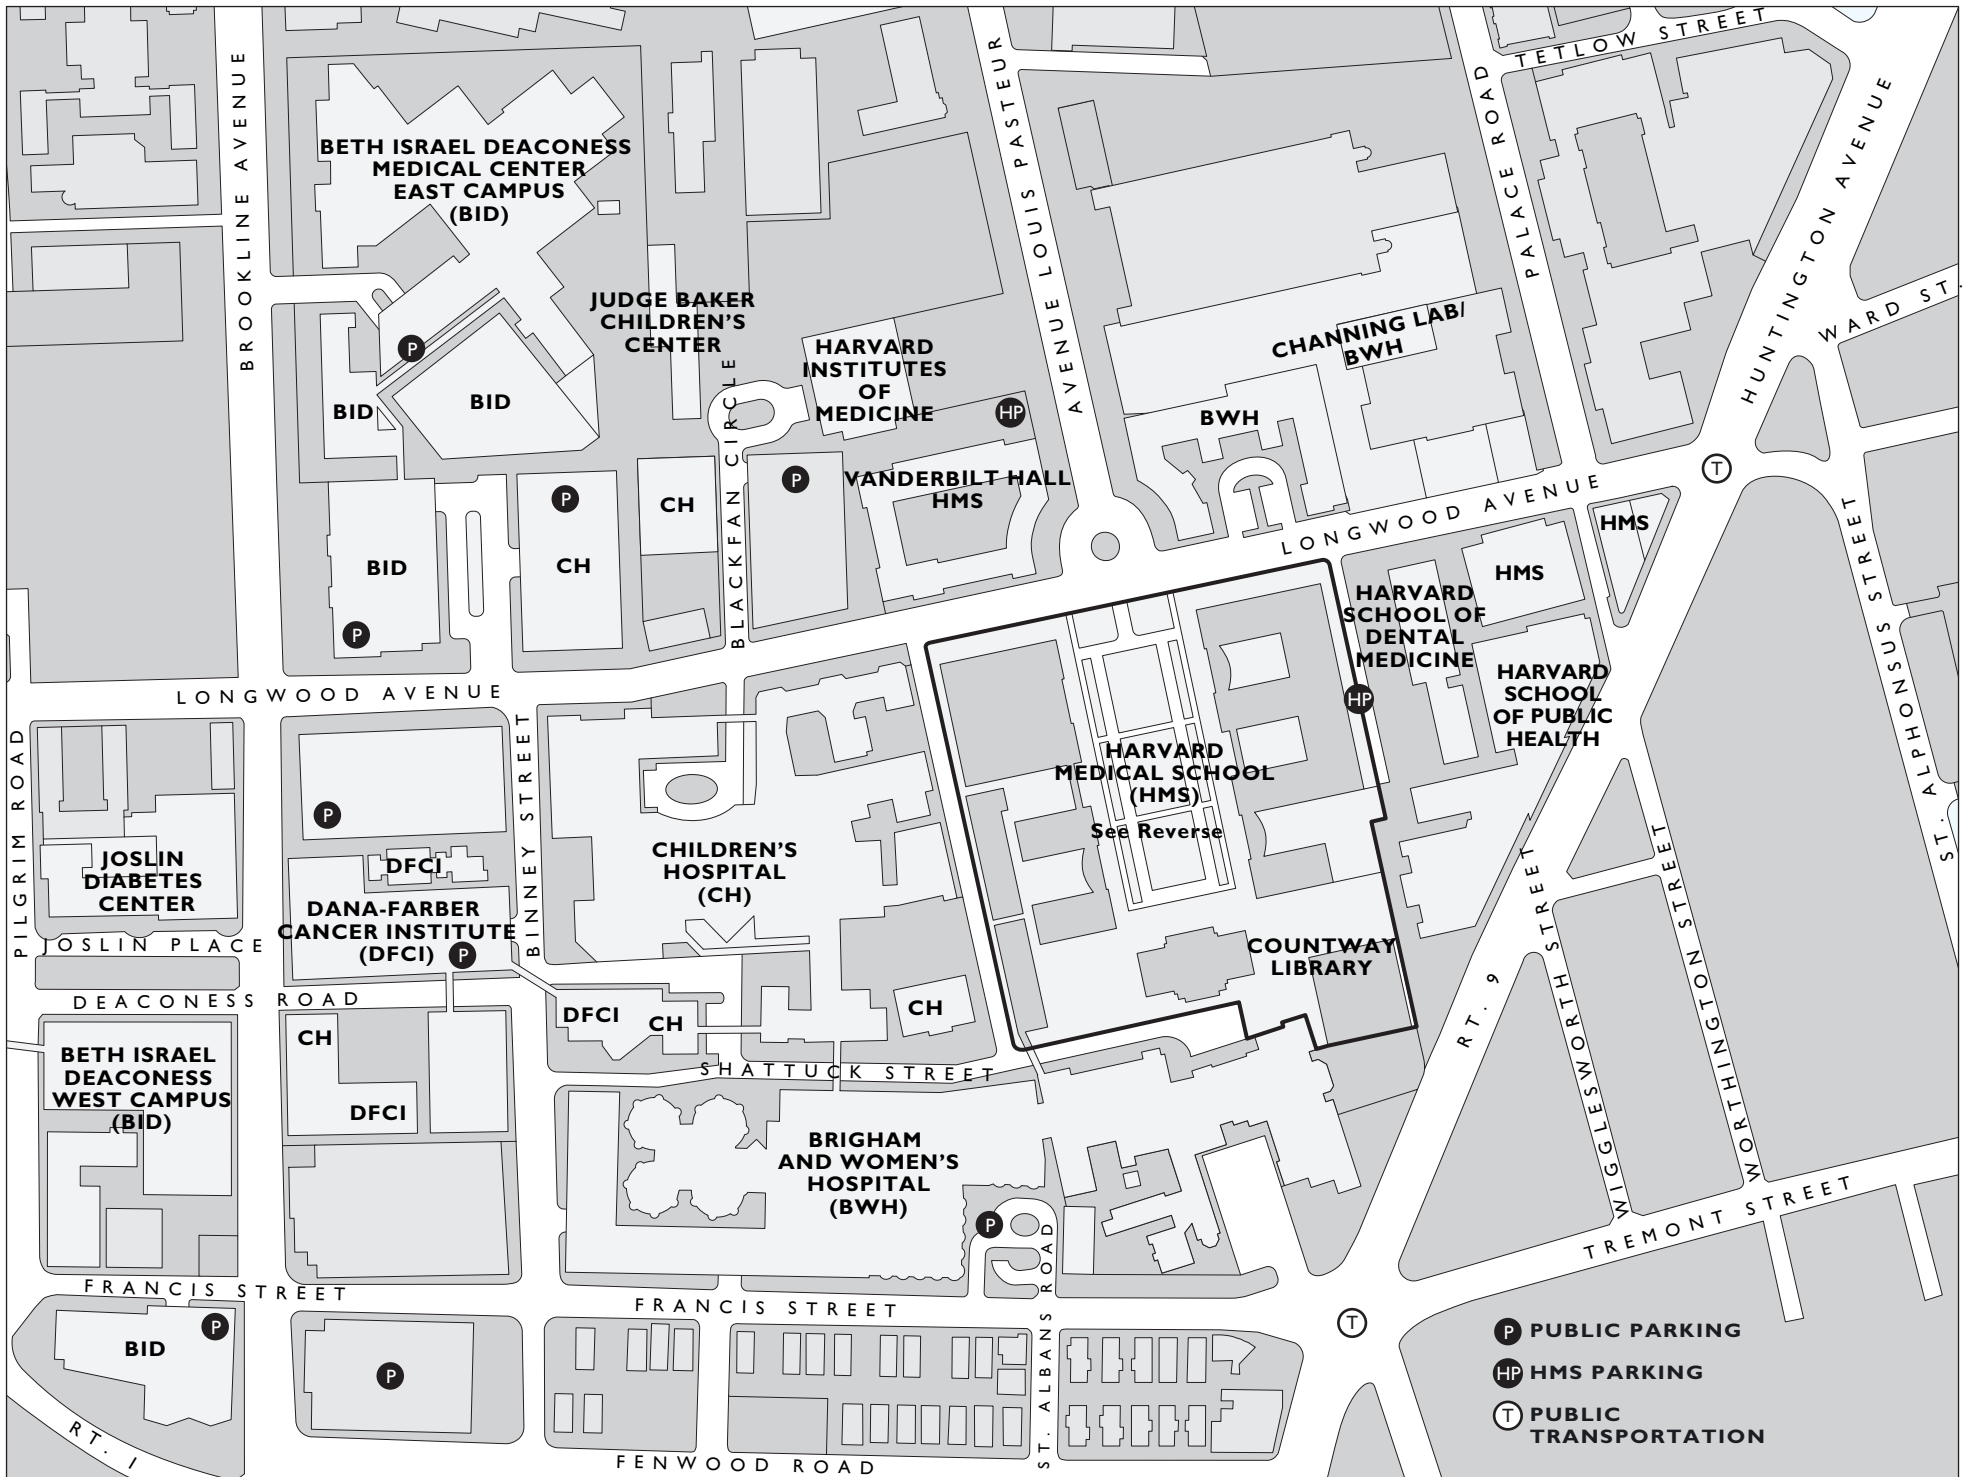 TETLOW STREET
BROOKLINE AVENUE
AVENUE LOUIS PASTEUR
PALACE ROAD
HUNTINGTON AVENUE
WARD ST.
BETH ISRAEL DEACONESS
MEDICAL CENTER
EAST CAMPUS
(BID)
JUDGE BAKER
CHILDREN'S
CENTER
HARVARD
INSTITUTES
OF
MEDICINE
CHANNING LAB/
BWH
P
BID
BID
BLACKFAN CIRCLE
HP
BWH
P
P
CH
VANDERBILT HALL
HMS
T
LONGWOOD AVENUE
HMS
BID
CH
HMS
P
HARVARD
SCHOOL OF
DENTAL
MEDICINE
ST. ALPHONSUS STREET
LONGWOOD AVENUE
HP
HARVARD
SCHOOL
OF PUBLIC
HEALTH
PILGRIM ROAD
BINNEY STREET
P
HARVARD
MEDICAL SCHOOL
(HMS)
See Reverse
JOSLIN
DIABETES
CENTER
DFCI
CHILDREN'S
HOSPITAL
(CH)
DANA-FARBER
CANCER INSTITUTE
(DFCI)
P
JOSLIN PLACE
COUNTWAY
LIBRARY
WIGGLESWORTH STREET
WORTHINGTON STREET
DEACONESS ROAD
RT. 9
DFCI
CH
CH
CH
BETH ISRAEL
DEACONESS
WEST CAMPUS
(BID)
SHATTUCK STREET
DFCI
BRIGHAM
AND WOMEN'S
HOSPITAL
(BWH)
P
TREMONT STREET
FRANCIS STREET
FRANCIS STREET
ST. ALBANS ROAD
P
BID
T
P
P PUBLIC PARKING
HP HMS PARKING
T PUBLIC
TRANSPORTATION
RT. 1
FENWOOD ROAD